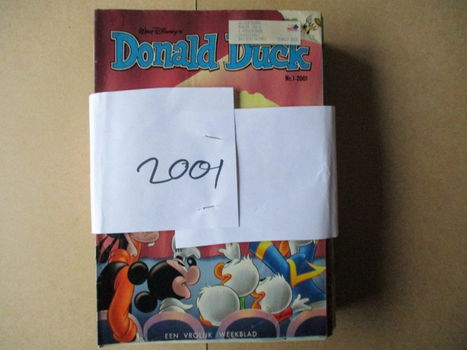 Walt Disney's
Donald Duck
Nr.1-2001
2001
EEN VROLIJK WEEKBLAD